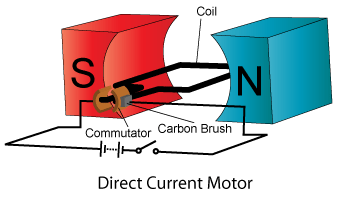 Coil
S
N
Commutator
Carbon Brush
Direct Current Motor